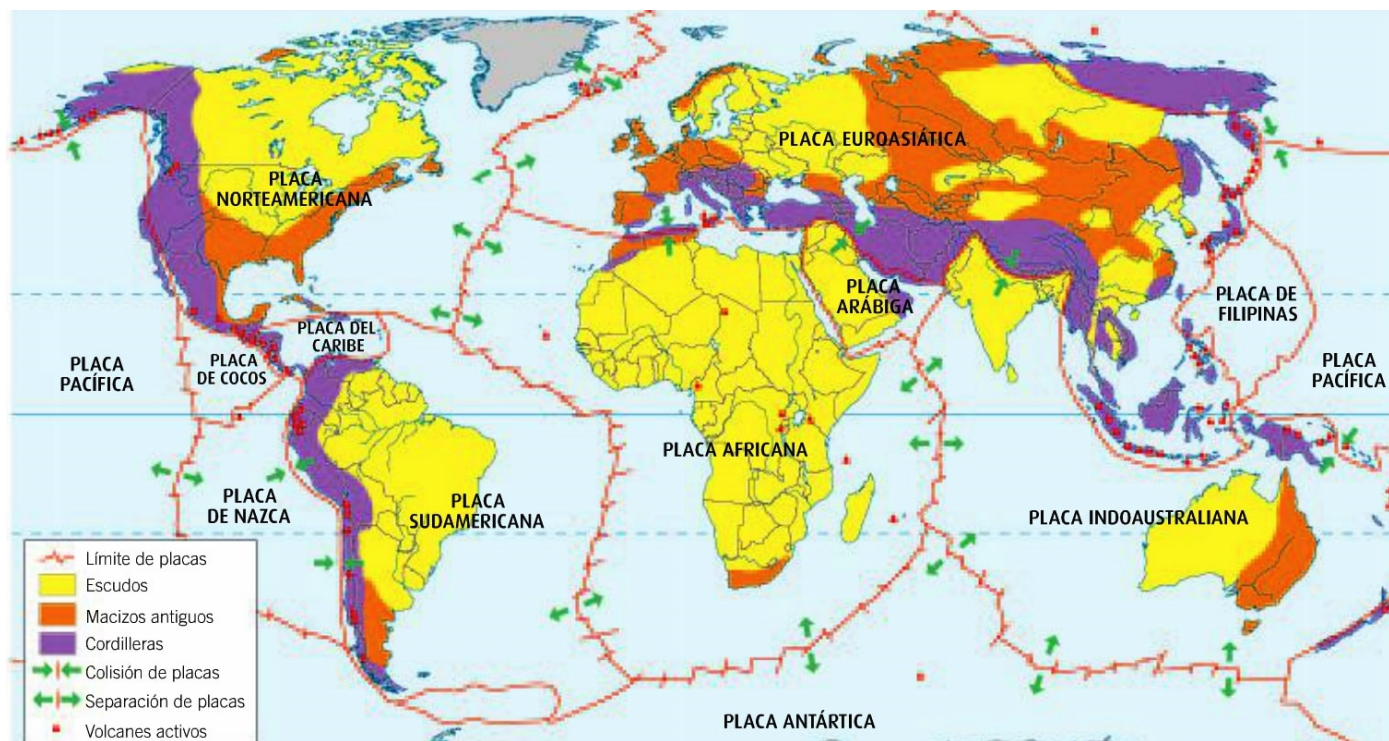 PLACA
NORTEAMERICANA
PLACA EUROASIÁTICA
PLACA
ARÁBIGA
PLACA DE
FILIPINAS
PLACA DEL
CARIBE
PLACA
DE COCOS
PLACA
PACÍFICA
PLACA
PACÍFICA
PLACA AFRICANA
PLACA
DE NAZCA
PLACA
SUDAMERICANA
PLACA INDOAUSTRALIANA
PLACA ANTÁRTICA
Límite de placas
Escudos
Macizos antiguos
Cordilleras
Colisión de placas
Separación de placas
Volcanes activos